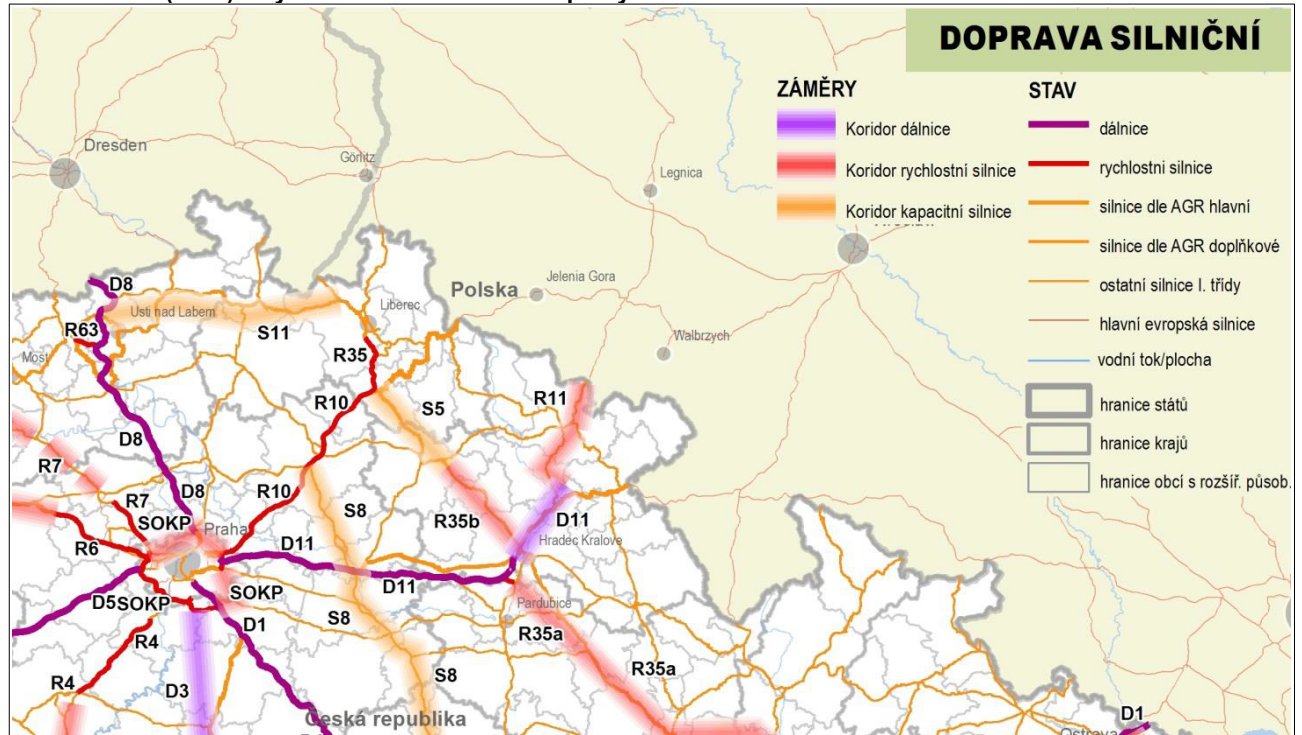 DOPRAVA SILNIČNÍ
ZÁMĚRY
Koridor dálnice
Koridor rychlostní silnice
Koridor kapacitní silnice
STAV
dálnice
rychlostni silnice
silnice dle AGR hlavní
silnice dle AGR doplňkové
ostatní silnice I. třídy
hlavní evropská silnice
vodní tok/plocha
hranice států
hranice krajů
hranice obcí s rozšíř. působ.
Dresden
Görlitz
Legnica
Jelenia Gora
Polska
Walbrzych
D8
Usti nad Labem
Liberec
S11
R63
Most
R35
R10
S5
R11
D8
R7
D8
R10
R7
SOKP
Praha
S8
R35b
D11
Hradec Kralove
R6
D11
D11
D5
SOKP
SOKP
Pardubice
R4
D1
S8
R35a
R4
D3
S8
R35a
Česká republika
D1
Ostrava